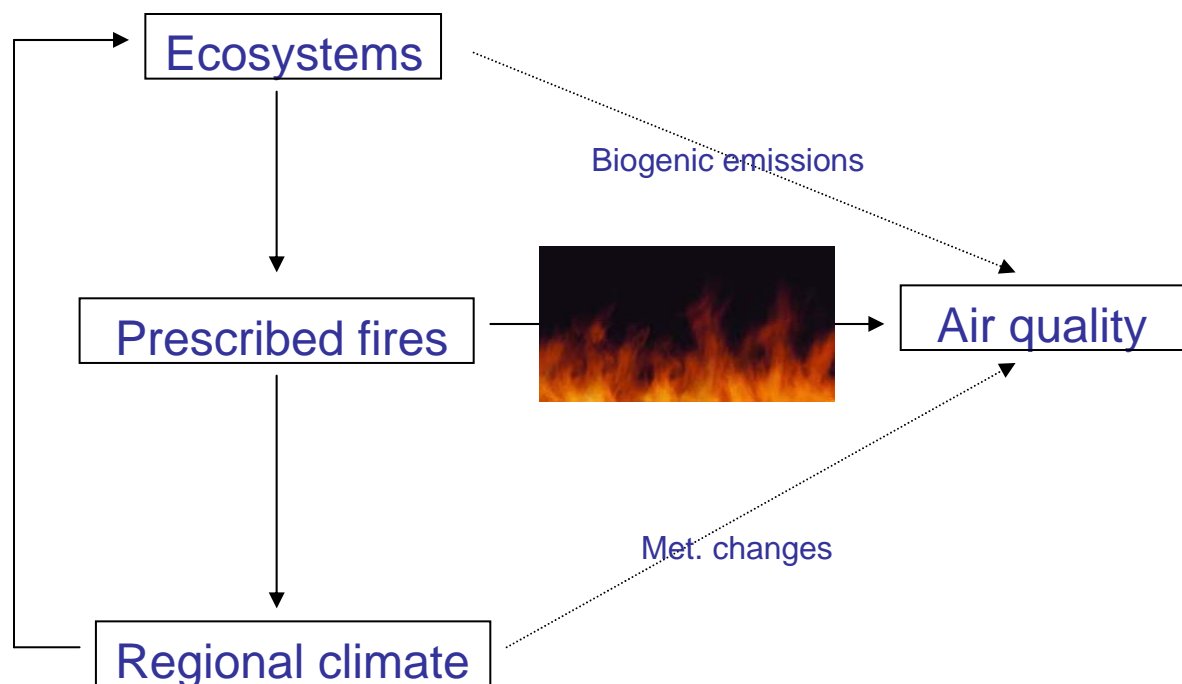 Ecosystems
Biogenic emissions
Prescribed fires
Air quality
Met. changes
Regional climate